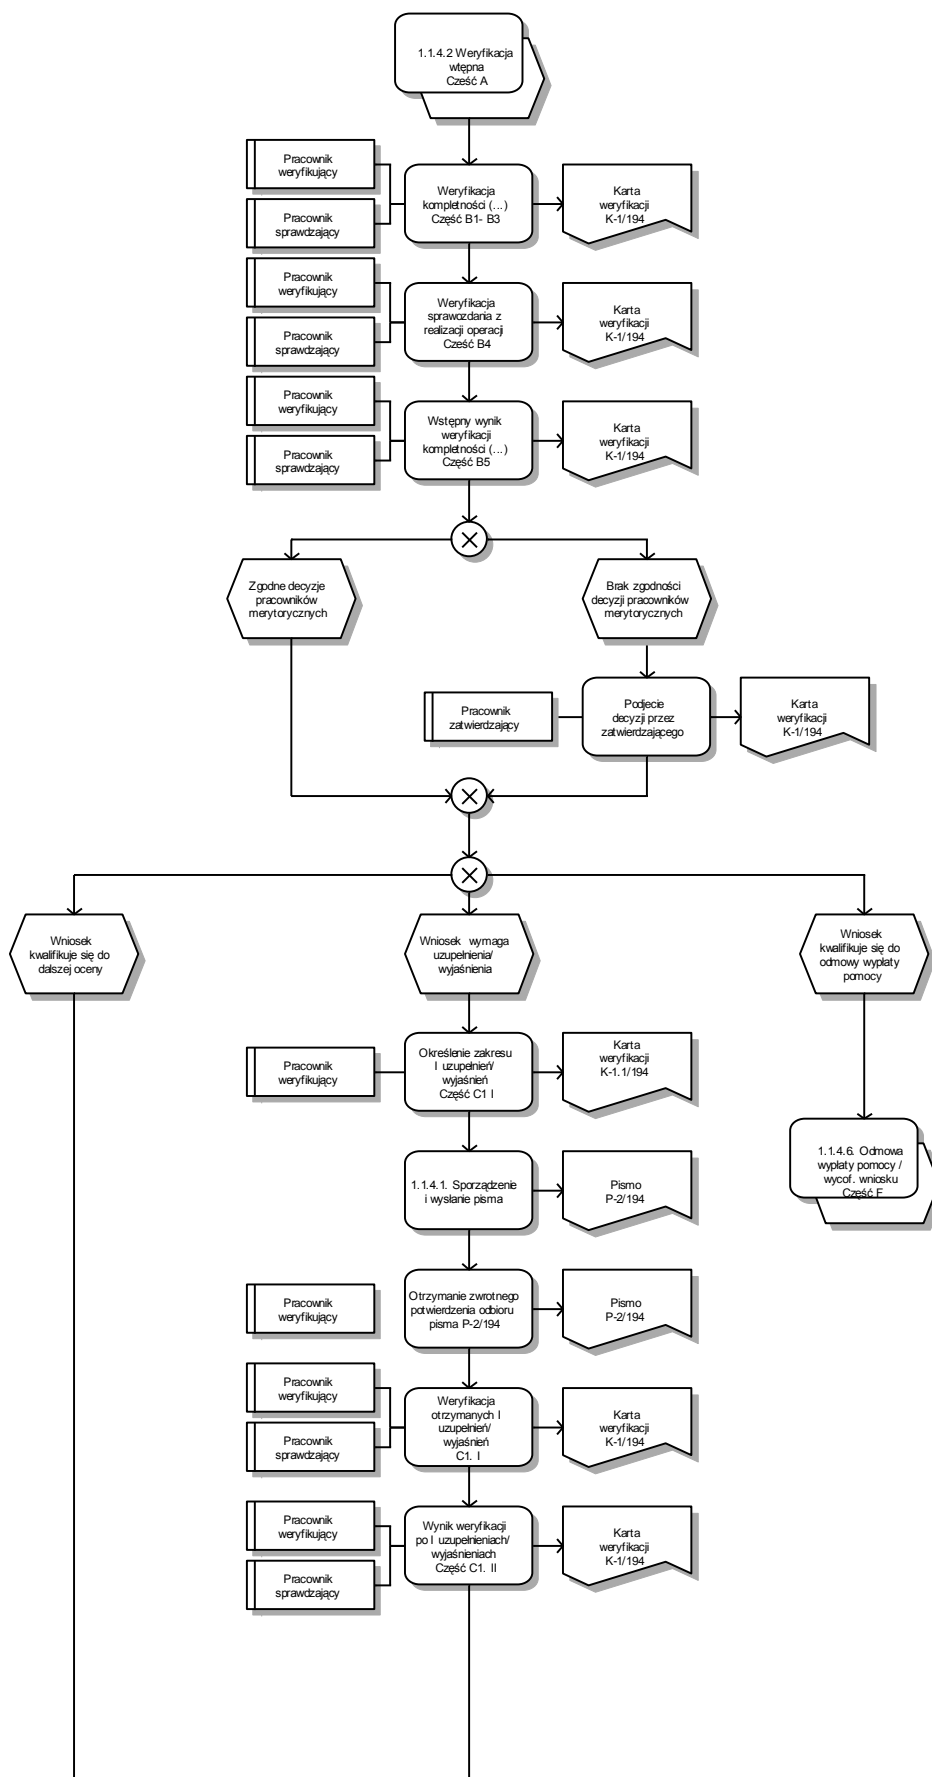 1.1.4.2 Weryfikacja
wtępna
Cześć A
Pracownik
weryfikujący
Pracownik
sprawdzający
Weryfikacja
kompletności (...)
Część B1- B3
Karta
weryfikacji
K-1/194
Pracownik
weryfikujący
Pracownik
sprawdzający
Weryfikacja
sprawozdania z
realizacji operacji
Cześć B4
Karta
weryfikacji
K-1/194
Pracownik
weryfikujący
Pracownik
sprawdzający
Wstępny wynik
weryfikacji
kompletności (...)
Część B5
Karta
weryfikacji
K-1/194
Zgodne decyzje
pracowników
merytorycznych
Brak zgodności
decyzji pracowników
merytorycznych
Pracownik
zatwierdzający
Podjecie
decyzji przez
zatwierdzającego
Karta
weryfikacji
K-1/194
Wniosek
kwalifikuje się do
dalszej oceny
Wniosek wymaga
uzupełnienia/
wyjaśnienia
Wniosek
kwalifikuje się do
odmowy wypłaty
pomocy
Pracownik
weryfikujący
Określenie zakresu
I uzupełnień/
wyjaśnień
Część C1 I
Karta
weryfikacji
K-1.1/194
1.1.4.1. Sporządzenie
i wysłanie pisma
Pismo
P-2/194
1.1.4.6. Odmowa
wypłaty pomocy /
wycof. wniosku
Część F
Pracownik
weryfikujący
Otrzymanie zwrotnego
potwierdzenia odbioru
pisma P-2/194
Pismo
P-2/194
Pracownik
weryfikujący
Pracownik
sprawdzający
Weryfikacja
otrzymanych I
uzupełnień/
wyjaśnień
C1. I
Karta
weryfikacji
K-1/194
Pracownik
weryfikujący
Pracownik
sprawdzający
Wynik weryfikacji
po I uzupełnieniach/
wyjaśnieniach
Część C1. II
Karta
weryfikacji
K-1/194